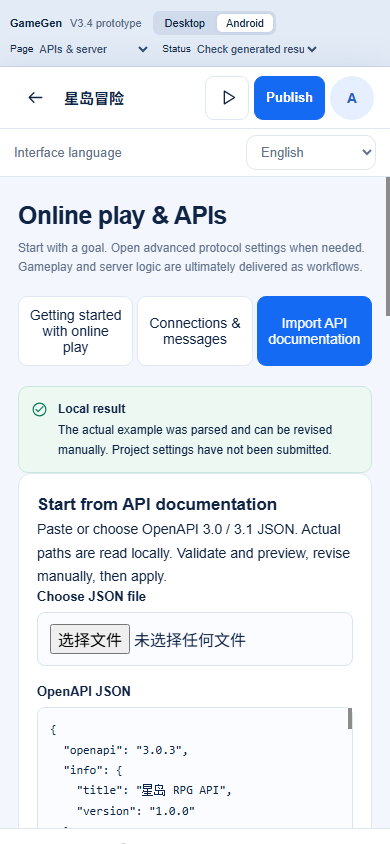 GameGen V3.4 prototype Desktop Android
Page APIs & server Status Check generated resu
星岛冒险 Publish A
Interface language English
Online play & APIs
Start with a goal. Open advanced protocol settings when needed.
Gameplay and server logic are ultimately delivered as workflows.
Getting started
with online
play
Connections &
messages
Import API
documentation
Local result
The actual example was parsed and can be revised
manually. Project settings have not been submitted.
Start from API documentation
Paste or choose OpenAPI 3.0 / 3.1 JSON. Actual
paths are read locally. Validate and preview, revise
manually, then apply.
Choose JSON file
选择文件 未选择任何文件
OpenAPI JSON
{
"openapi": "3.0.3",
"info": {
"title": "星岛 RPG API",
"version": "1.0.0"